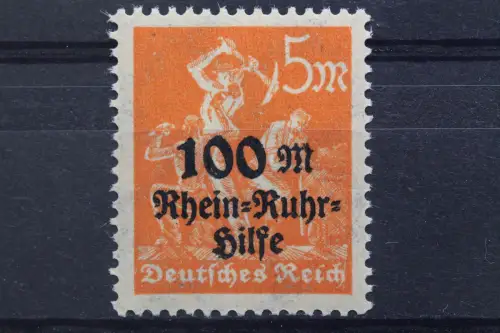 5M
100 M
Rhein=Ruhr=
Hilfe
Deutsches Reich